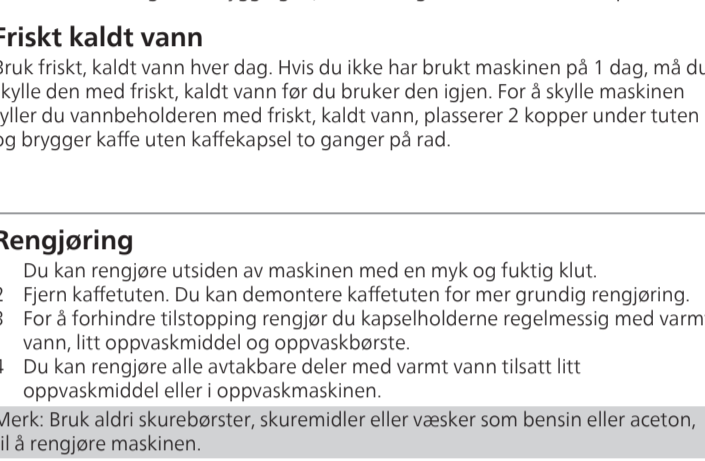 Friskt kaldt vann
Bruk friskt, kaldt vann hver dag. Hvis du ikke har brukt maskinen på 1 dag, må du
skylle den med friskt, kaldt vann før du bruker den igjen. For å skylle maskinen
fyller du vannbeholderen med friskt, kaldt vann, plasserer 2 kopper under tuten
og brygger kaffe uten kaffekapsel to ganger på rad.
Rengjøring
Du kan rengjøre utsiden av maskinen med en myk og fuktig klut.
2 Fjern kaffetuten. Du kan demontere kaffetuten for mer grundig rengjøring.
3 For å forhindre tilstopping rengjør du kapselholderne regelmessig med varmt
vann, litt oppvaskmiddel og oppvaskbørste.
4 Du kan rengjøre alle avtakbare deler med varmt vann tilsatt litt
oppvaskmiddel eller i oppvaskmaskinen.
Merk: Bruk aldri skurebørster, skuremidler eller væsker som bensin eller aceton,
til å rengjøre maskinen.